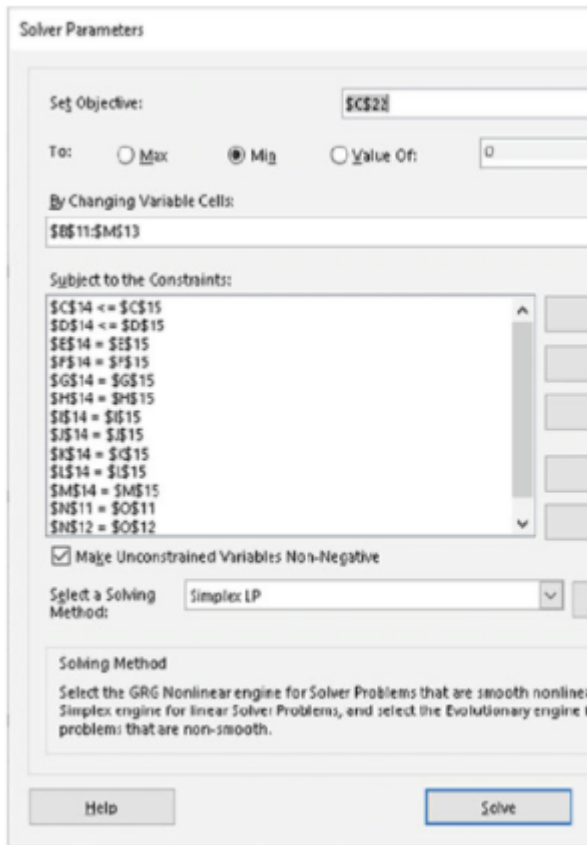 Solver Parameters
Set Objective:
$C$22
To:
Max
Min
Value Of:
0
By Changing Variable Cells:
$B$11:$M$13
Subject to the Constraints:
$C$14 <= $C$15
$D$14 <= $D$15
$E$14 = $E$15
$F$14 = $F$15
$G$14 = $G$15
$H$14 = $H$15
$I$14 = $I$15
$J$14 = $J$15
$K$14 = $K$15
$L$14 = $L$15
$M$14 = $M$15
$N$11 = $O$11
$N$12 = $O$12
Make Unconstrained Variables Non-Negative
Select a Solving
Method:
Simplex LP
Solving Method
Select the GRG Nonlinear engine for Solver Problems that are smooth nonlinea
Simplex engine for linear Solver Problems, and select the Evolutionary engine
problems that are non-smooth.
Help
Solve